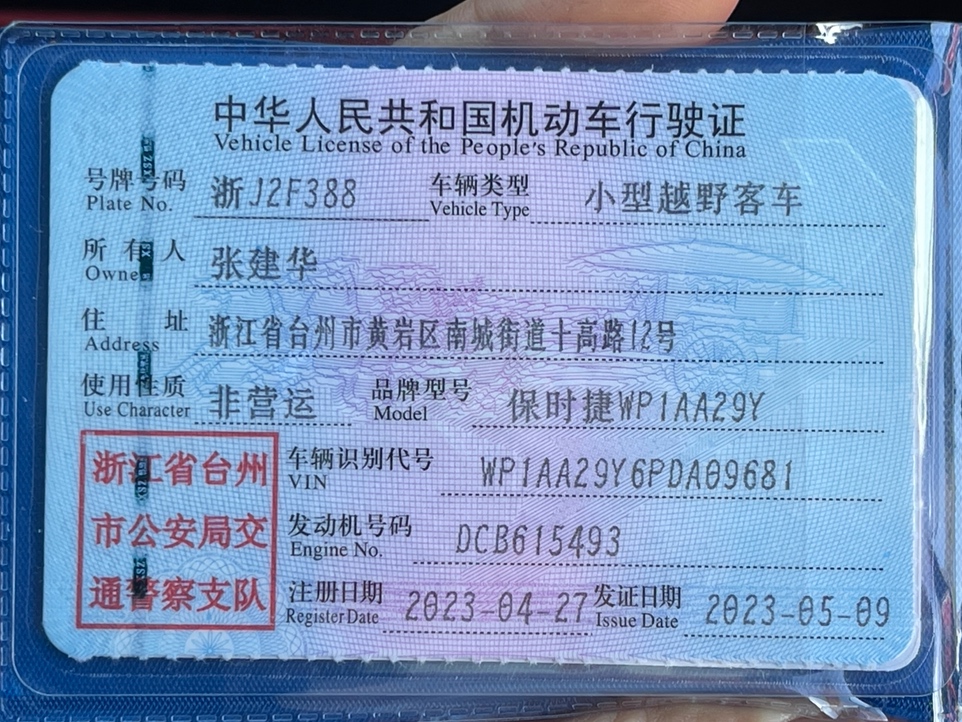 中华人民共和国机动车行驶证
Vehicle License of the People's Republic of China
号牌号码 浙J2F388 车辆类型 小型越野客车
Plate No. Vehicle Type
所有人 张建华
Owner
住址 浙江省台州市黄岩区南城街道十高路12号
Address
使用性质 非营运 品牌型号 保时捷WP1AA29Y
Use Character Model
浙江省台州
市公安局交
通警察支队
车辆识别代号 WP1AA29Y6PDA09681
VIN
发动机号码 DCB615493
Engine No.
注册日期 2023-04-27 发证日期 2023-05-09
Register Date Issue Date